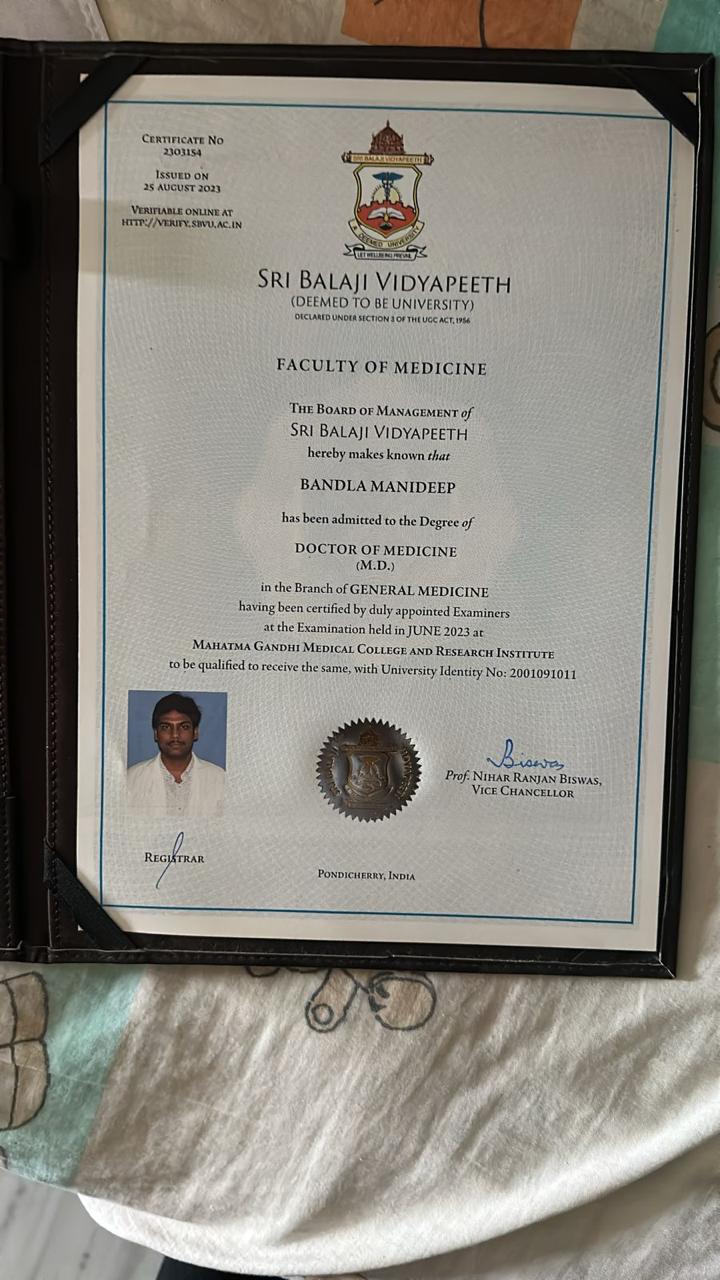 CERTIFICATE NO
2303154
ISSUED ON
25 AUGUST 2023
VERIFIABLE ONLINE AT
HTTP://VERIFY.SBVU.AC.IN
SRI BALAJI VIDYAPEETH
A DEEMED UNIVERSITY
LET WELLBEING PREVAIL
SRI BALAJI VIDYAPEETH
(DEEMED TO BE UNIVERSITY)
DECLARED UNDER SECTION 3 OF THE UGC ACT, 1956
FACULTY OF MEDICINE
THE BOARD OF MANAGEMENT of
SRI BALAJI VIDYAPEETH
hereby makes known that
BANDLA MANIDEEP
has been admitted to the Degree of
DOCTOR OF MEDICINE
(M.D.)
in the Branch of GENERAL MEDICINE
having been certified by duly appointed Examiners
at the Examination held in JUNE 2023 at
MAHATMA GANDHI MEDICAL COLLEGE AND RESEARCH INSTITUTE
to be qualified to receive the same, with University Identity No: 2001091011
Biswas
Prof. NIHAR RANJAN BISWAS,
VICE CHANCELLOR
REGISTRAR
PONDICHERRY, INDIA